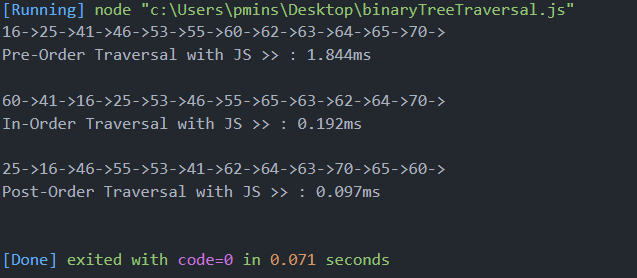 [Running] node "c:\Users\pmins\Desktop\binaryTreeTraversal.js"
16->25->41->46->53->55->60->62->63->64->65->70->
Pre-Order Traversal with JS >> : 1.844ms
60->41->16->25->53->46->55->65->63->62->64->70->
In-Order Traversal with JS >> : 0.192ms
25->16->46->55->53->41->62->64->63->70->65->60->
Post-Order Traversal with JS >> : 0.097ms
[Done] exited with code=0 in 0.071 seconds